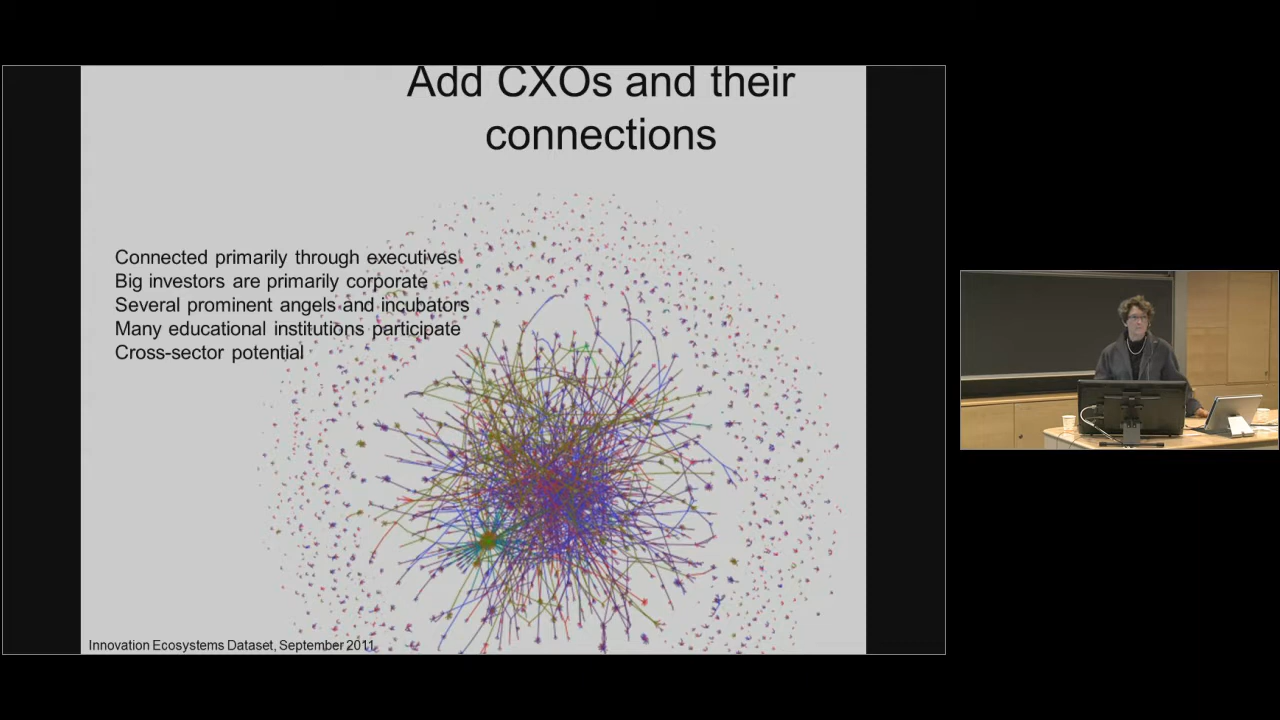 Add CXOs and their
connections
Connected primarily through executives
Big investors are primarily corporate
Several prominent angels and incubators
Many educational institutions participate
Cross-sector potential
Innovation Ecosystems Dataset, September 2011